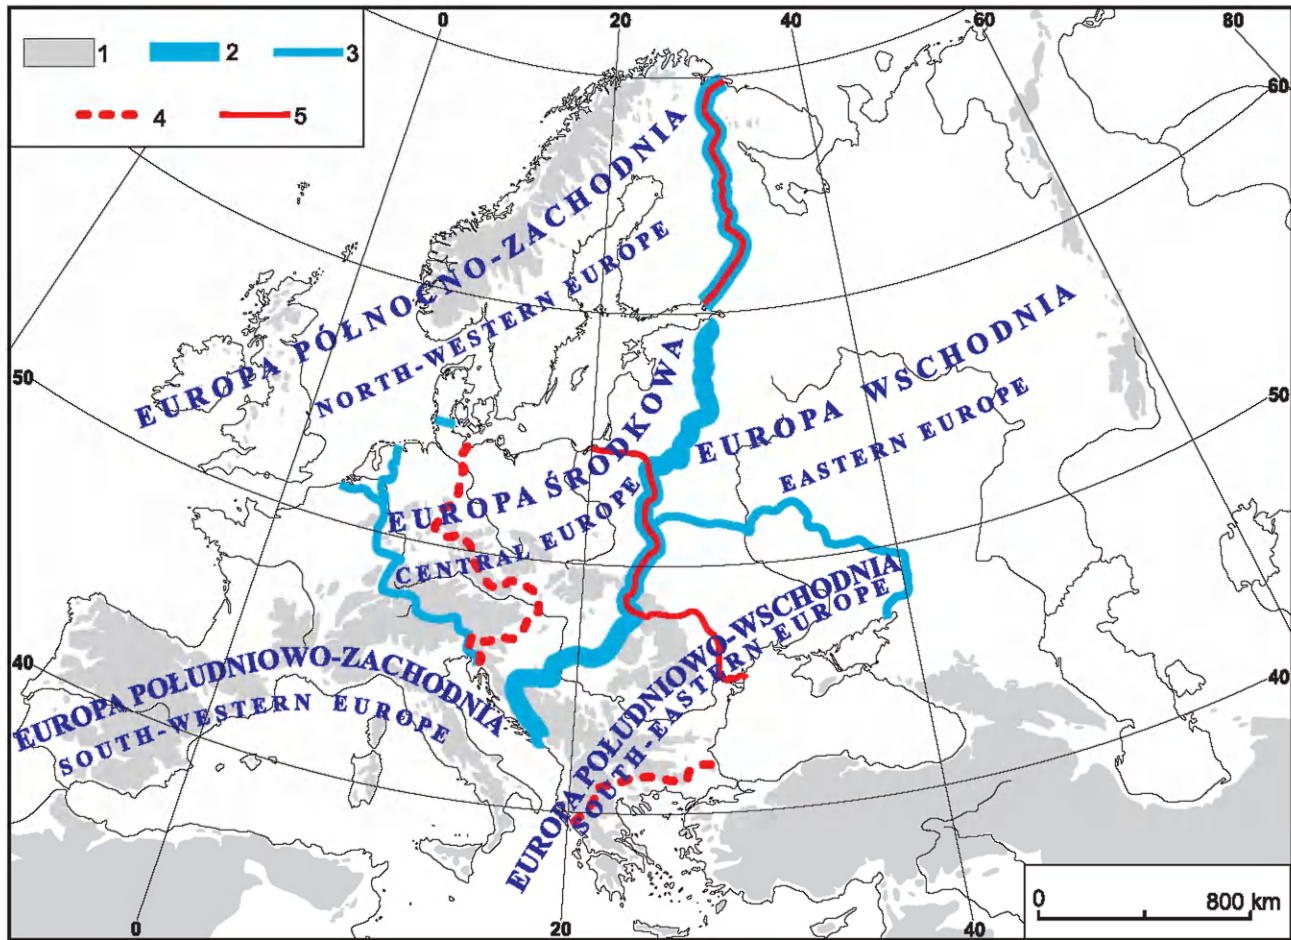 0 20 40 60 80
1 2 3
4 5
60
EUROPA PÓŁNOCNO-ZACHODNIA
NORTH-WESTERN EUROPE
50
EUROPA WSCHODNIA
EASTERN EUROPE
50
EUROPA ŚRODKOWA
CENTRAL EUROPE
40
EUROPA POŁUDNIOWO-ZACHODNIA
SOUTH-WESTERN EUROPE
EUROPA POŁUDNIOWO-WSCHODNIA
SOUTH-EASTERN EUROPE
40
0 800 km
0 20 40